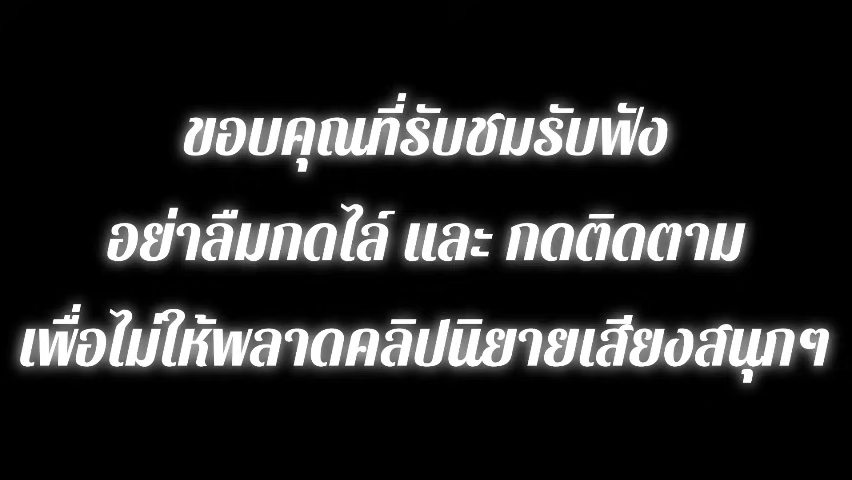 ขอบคุณที่รับชมรับฟัง
อย่าลืมกดไล์ และ กดติดตาม
เพื่อไม่ให้พลาดคลิปนิยายเสียงสนุกๆ